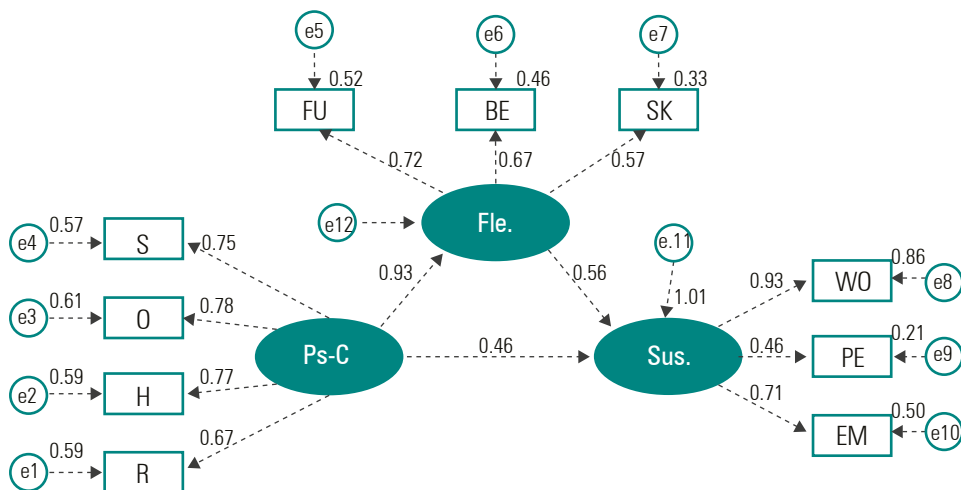 e5
e6
e7
0.52
0.46
0.33
FU
BE
SK
0.72
0.67
0.57
e12
Fle.
e.11
e4
0.57
S
0.75
0.93
0.56
1.01
e3
0.61
O
0.78
Ps-C
0.46
Sus.
0.93
WO
0.86
e8
0.46
PE
0.21
e9
e2
0.59
H
0.77
0.71
EM
0.50
e10
e1
0.59
R
0.67